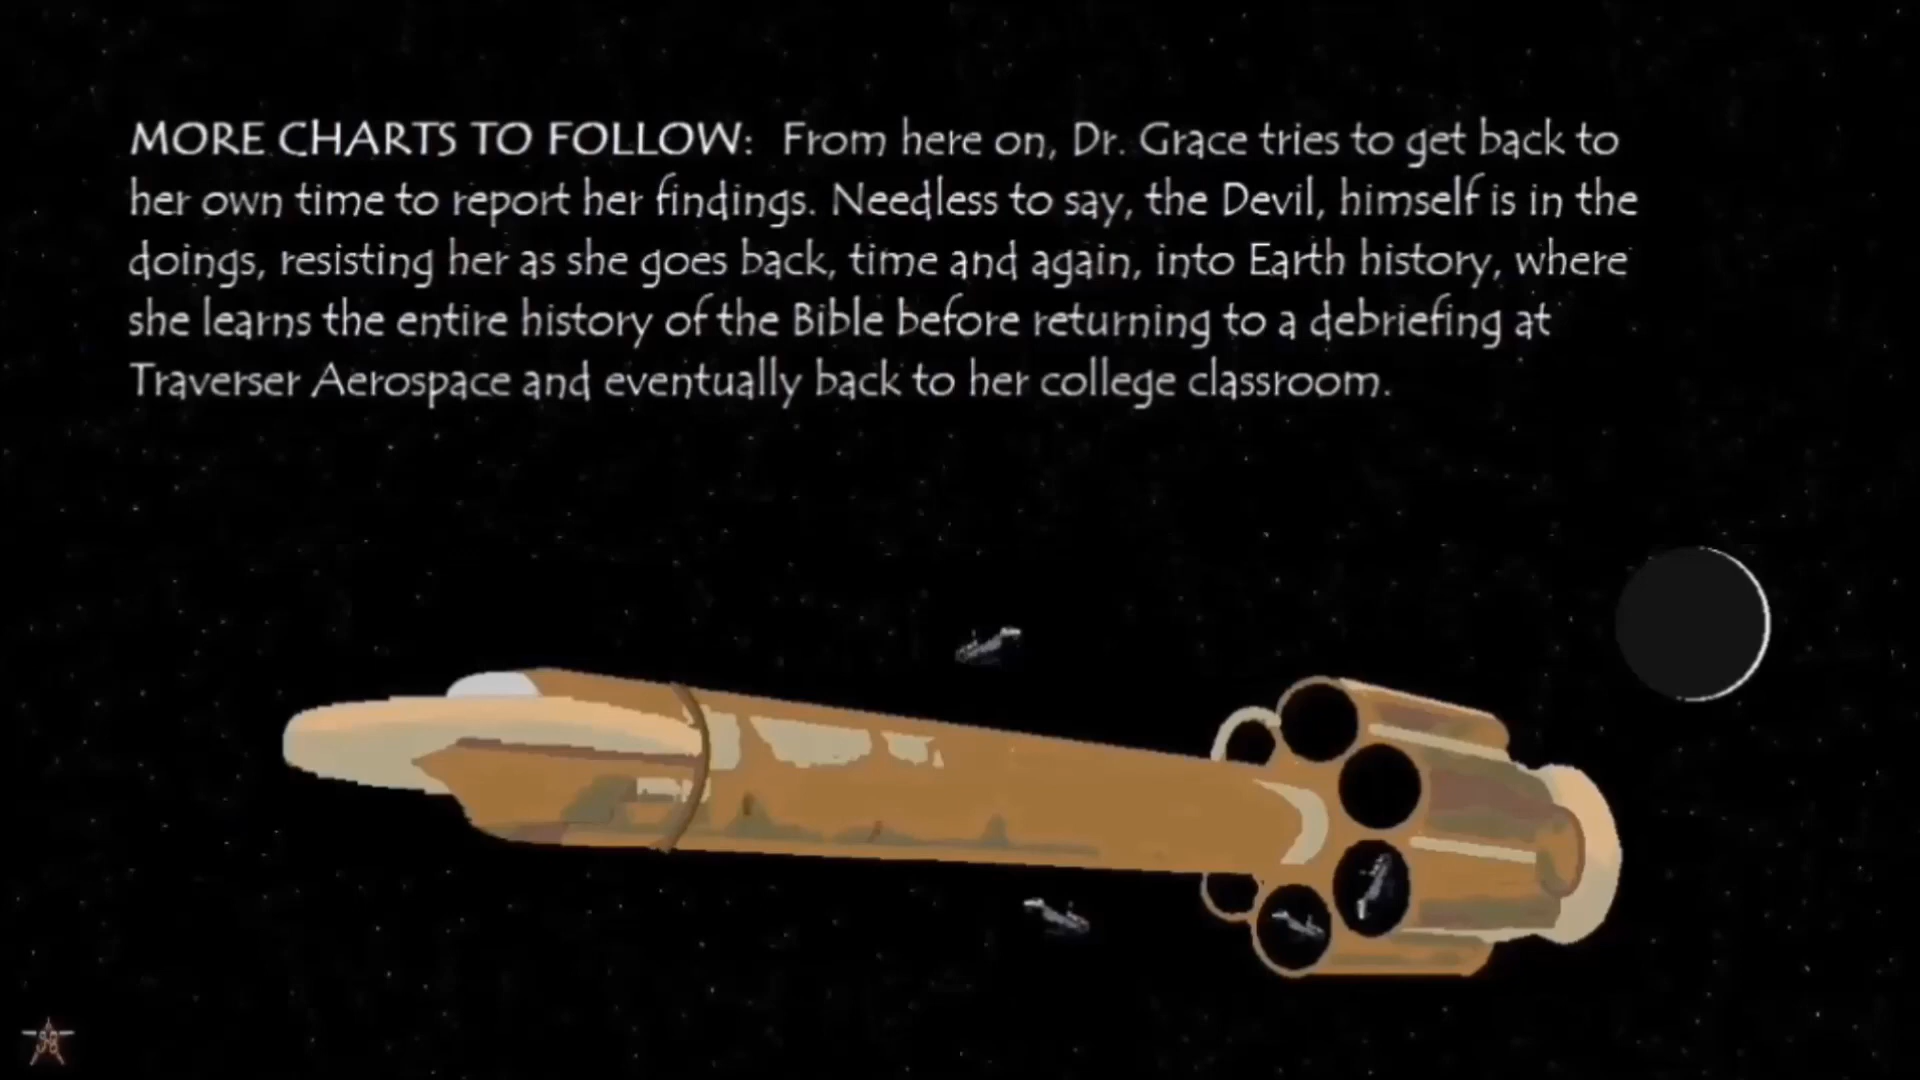 MORE CHARTS TO FOLLOW: From here on, Dr. Grace tries to get back to
her own time to report her findings. Needless to say, the Devil, himself is in the
doings, resisting her as she goes back, time and again, into Earth history, where
she learns the entire history of the Bible before returning to a debriefing at
Traverser Aerospace and eventually back to her college classroom.